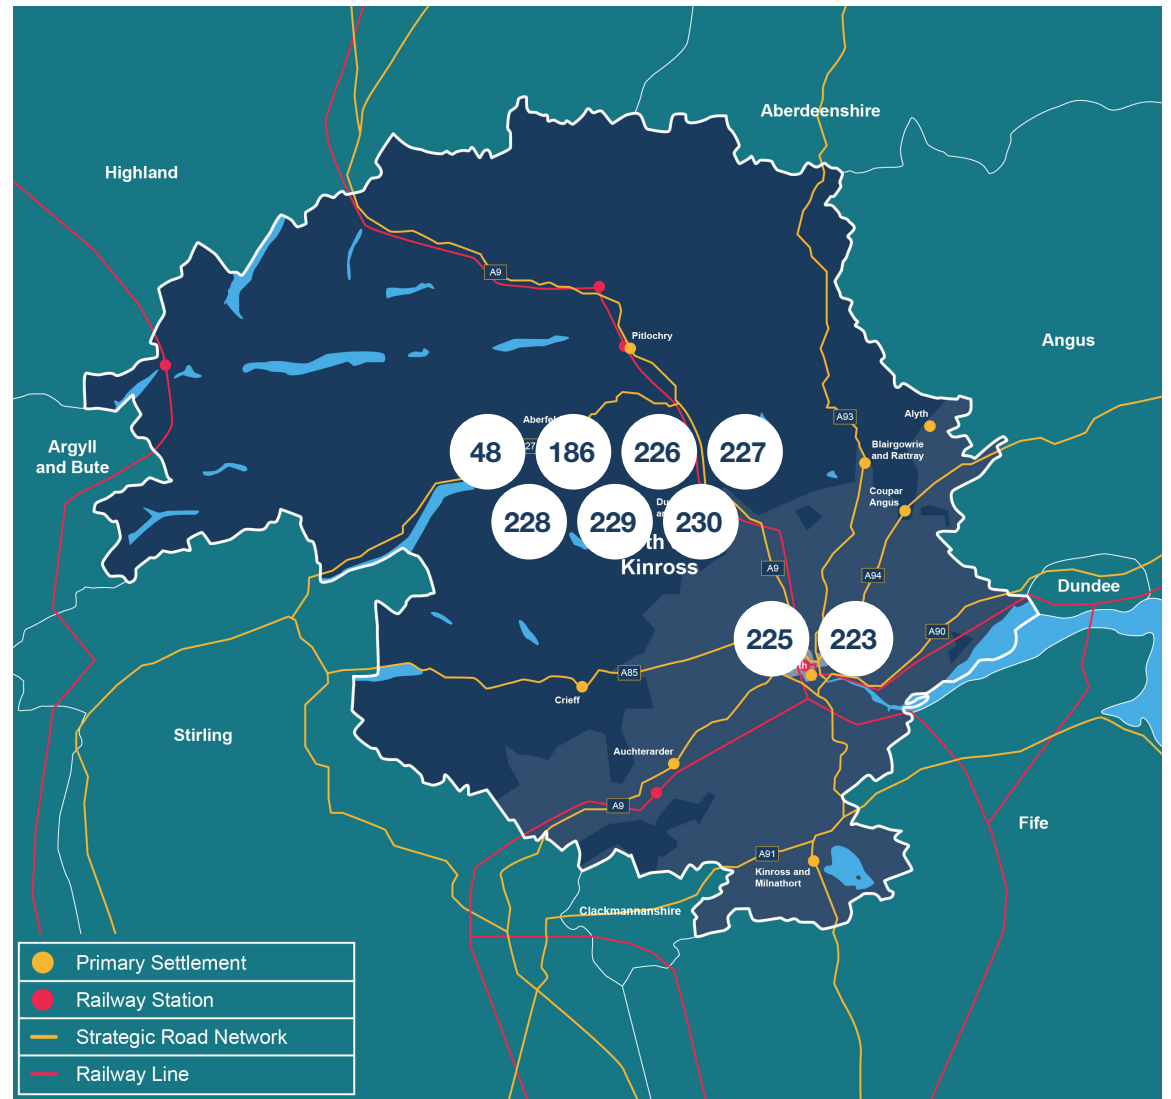 Aberdeenshire
Highland
A9
Pitlochry
Angus
Alyth
A93
Argyll
and Bute
Blairgowrie
and Rattray
48
186
226
227
Coupar
Angus
228
229
230
Kinross
A9
A94
Dundee
225
223
A90
A85
Crieff
Stirling
Auchterarder
A9
Fife
A91
Kinross and
Milnathort
Clackmannanshire
Primary Settlement
Railway Station
Strategic Road Network
Railway Line